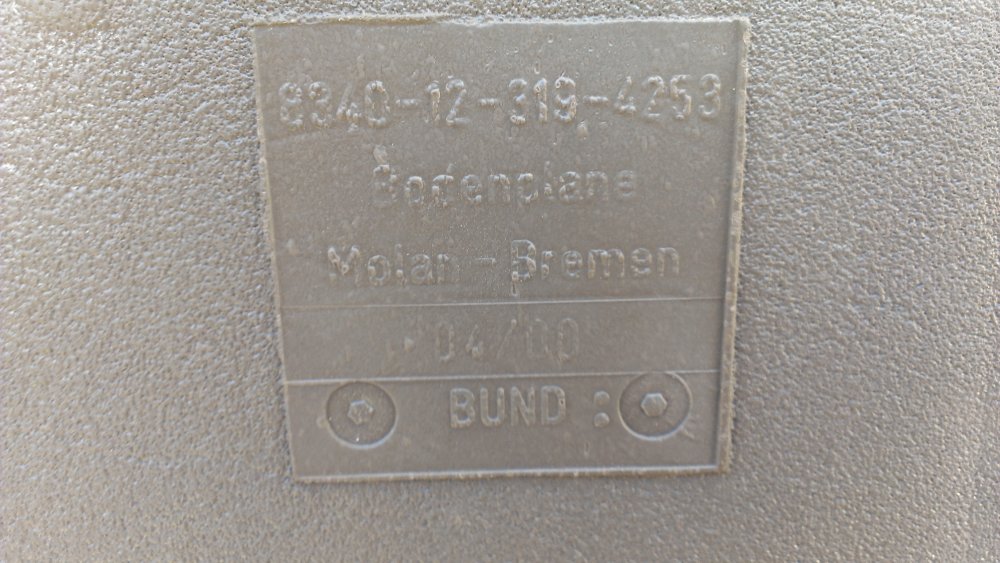 8340-12-319-4253
Bodenplane
Molan - Bremen
04/00
BUND :